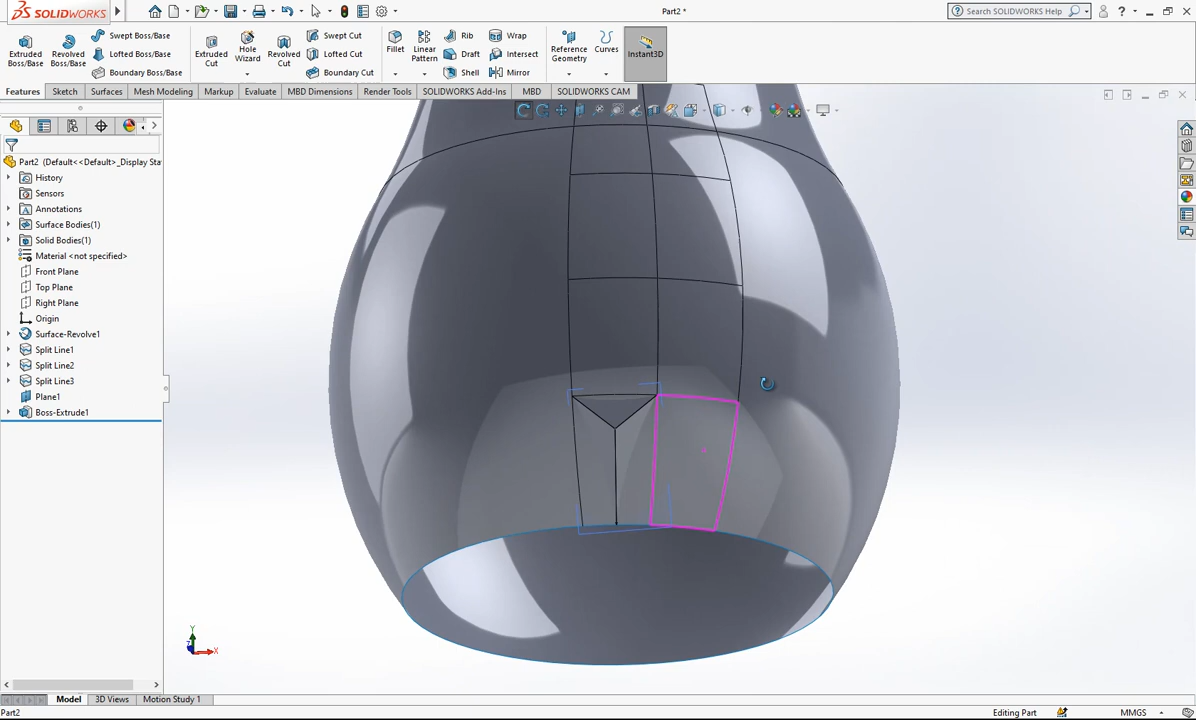 SOLIDWORKS
Part2 *
Search SOLIDWORKS Help
Extruded Boss/Base
Revolved Boss/Base
Swept Boss/Base
Lofted Boss/Base
Boundary Boss/Base
Extruded Cut
Hole Wizard
Revolved Cut
Swept Cut
Lofted Cut
Boundary Cut
Fillet
Linear Pattern
Rib
Draft
Shell
Wrap
Intersect
Mirror
Reference Geometry
Curves
Instant3D
Features Sketch Surfaces Mesh Modeling Markup Evaluate MBD Dimensions Render Tools SOLIDWORKS Add-Ins MBD SOLIDWORKS CAM
Part2 (Default<<Default>_Display Sta
History
Sensors
Annotations
Surface Bodies(1)
Solid Bodies(1)
Material <not specified>
Front Plane
Top Plane
Right Plane
Origin
Surface-Revolve1
Split Line1
Split Line2
Split Line3
Plane1
Boss-Extrude1
Y
X
Z
Model 3D Views Motion Study 1
Part2
Editing Part
MMGS